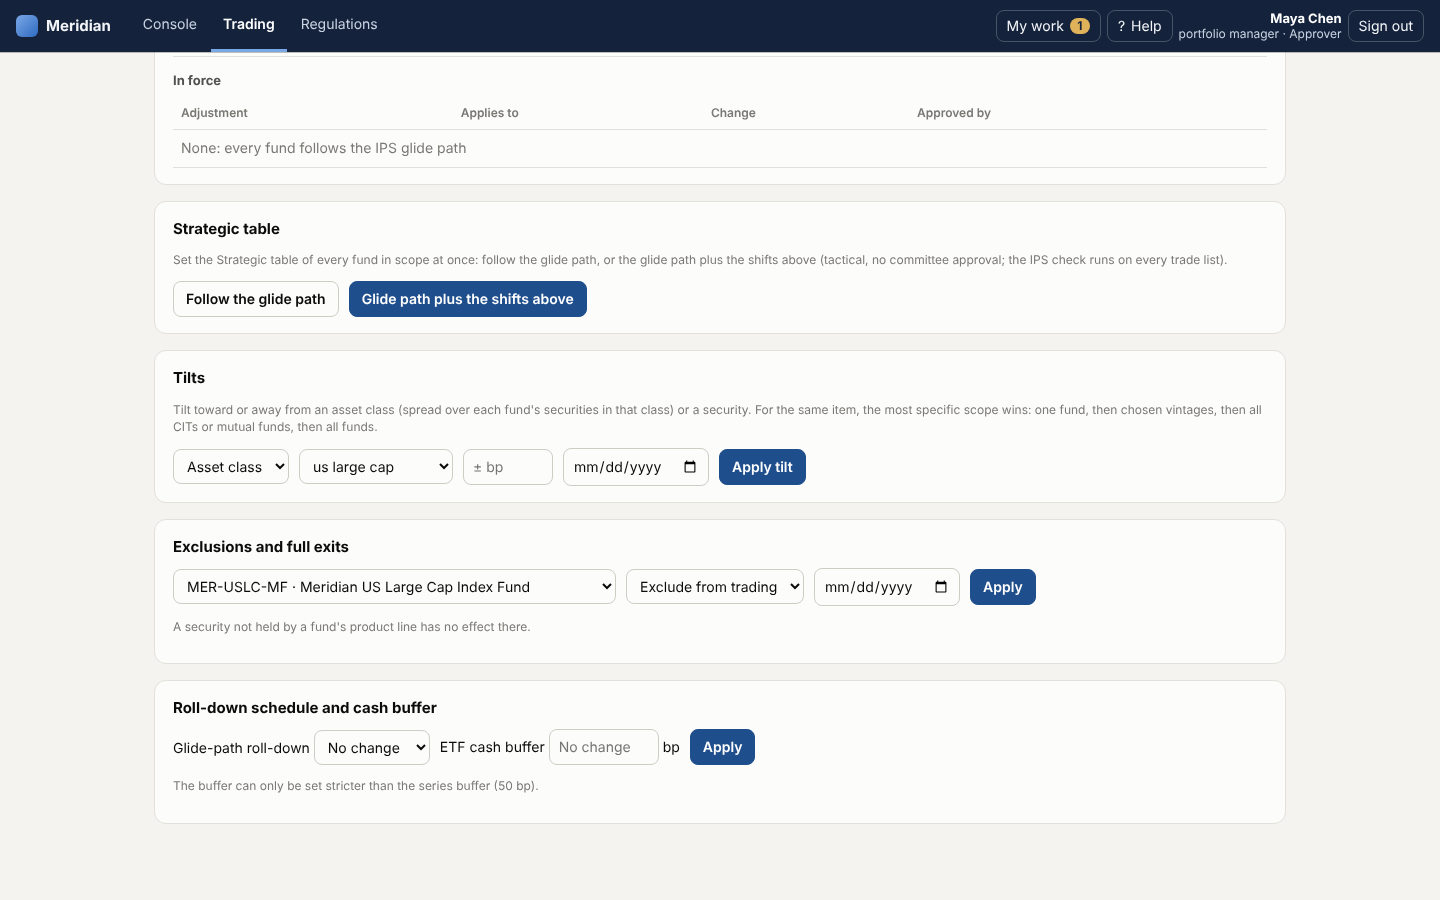 Meridian Console Trading Regulations My work 1 ? Help Maya Chen portfolio manager · Approver Sign out
In force
Adjustment Applies to Change Approved by
None: every fund follows the IPS glide path
Strategic table
Set the Strategic table of every fund in scope at once: follow the glide path, or the glide path plus the shifts above (tactical, no committee approval; the IPS check runs on every trade list).
Follow the glide path Glide path plus the shifts above
Tilts
Tilt toward or away from an asset class (spread over each fund's securities in that class) or a security. For the same item, the most specific scope wins: one fund, then chosen vintages, then all
CITs or mutual funds, then all funds.
Asset class us large cap ± bp mm/dd/yyyy Apply tilt
Exclusions and full exits
MER-USLC-MF · Meridian US Large Cap Index Fund Exclude from trading mm/dd/yyyy Apply
A security not held by a fund's product line has no effect there.
Roll-down schedule and cash buffer
Glide-path roll-down No change ETF cash buffer No change bp Apply
The buffer can only be set stricter than the series buffer (50 bp).